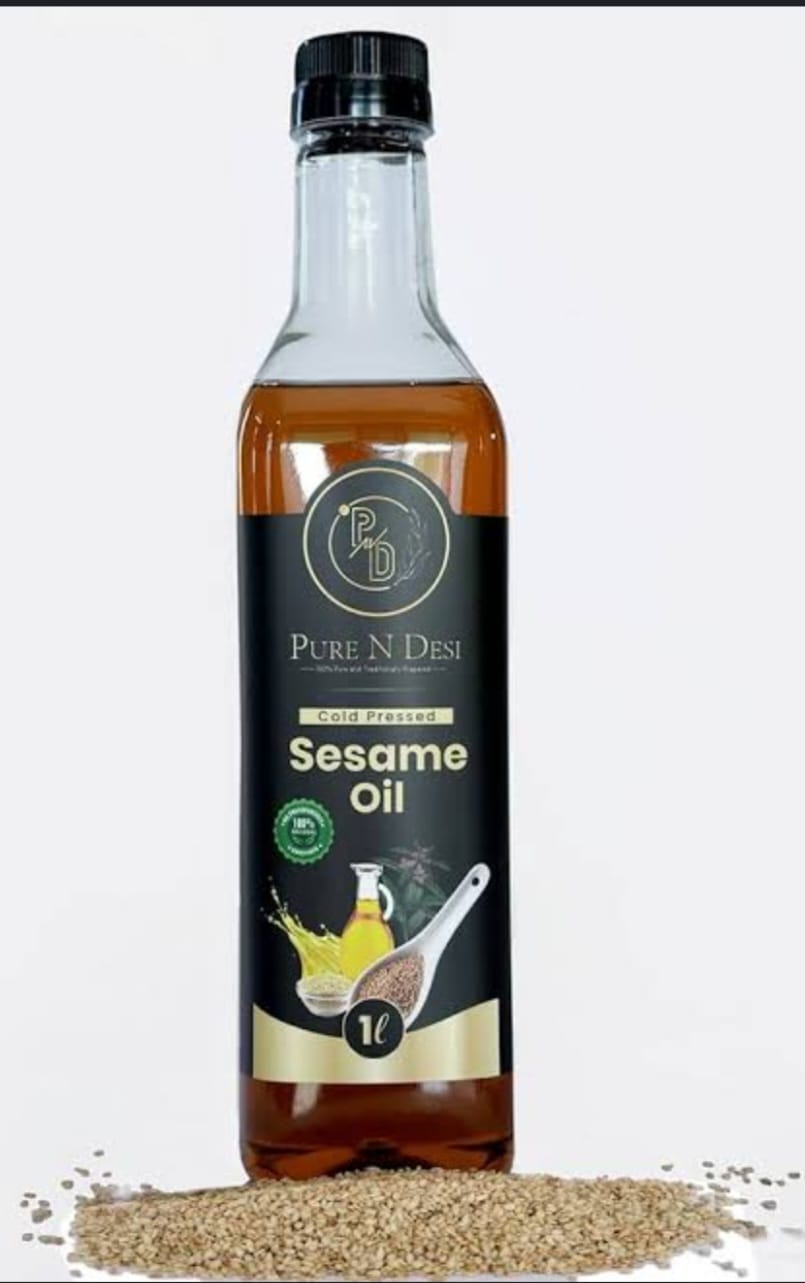 PND
PURE N DESI
100% Pure and Traditionally Prepared
Cold Pressed
Sesame
Oil
100%
1l